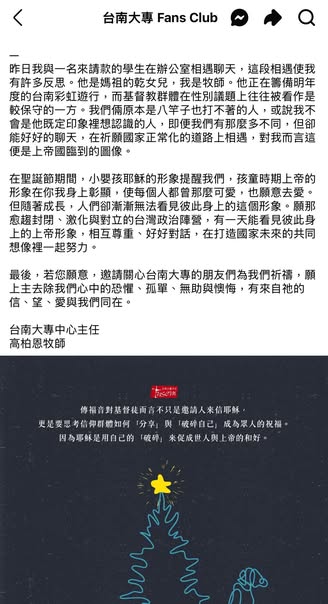 台南大專 Fans Club
—
昨日我與一名來請款的學生在辦公室相遇聊天，這段相遇使我
有許多反思。他是媽祖的乾女兒，我是牧師。他正在籌備明年
度的台南彩虹遊行，而基督教群體在性別議題上往往被看作是
較保守的一方。我們倆原本是八竿子也打不著的人，或說我不
會是他既定印象裡想認識的人，即便我們有那麼多不同，但卻
能好好的聊天，在祈願國家正常化的道路上相遇，對我而言這
便是上帝國臨到的圖像。
在聖誕節期間，小嬰孩耶穌的形象提醒我們，孩童時期上帝的
形象在你我身上彰顯，使每個人都曾那麼可愛，也願意去愛。
但隨著成長，人們卻漸漸無法看見彼此身上的這個形象。願那
愈趨封閉、激化與對立的台灣政治陣營，有一天能看見彼此身
上的上帝形象，相互尊重、好好對話，在打造國家未來的共同
想像裡一起努力。
最後，若您願意，邀請關心台南大專的朋友們為我們祈禱，願
上主去除我們心中的恐懼、孤單、無助與懊悔，有來自祂的
信、望、愛與我們同在。
台南大專中心主任
高柏恩牧師
傳福音對基督徒而言不只是邀請人來信耶穌，
更是要思考信仰群體如何「分享」與「破碎自己」成為眾人的祝福。
因為耶穌是用自己的「破碎」來促成世人與上帝的和好。